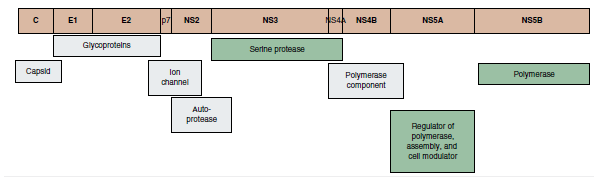 C E1 E2 p7 NS2 NS3 NS4A NS4B NS5A NS5B
Glycoproteins
Serine protease
Capsid
Ion
channel
Polymerase
component
Polymerase
Auto-
protease
Regulator of
polymerase,
assembly, and
cell modulator